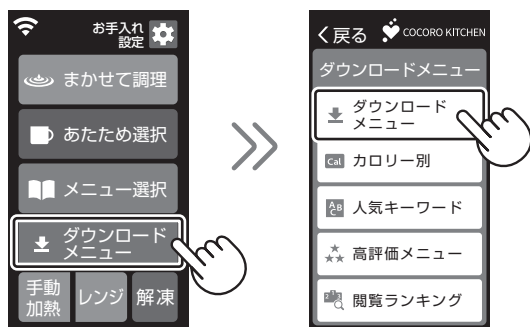 お手入れ
設定
まかせて調理
あたため選択
メニュー選択
ダウンロード
メニュー
手動
加熱
レンジ
解凍
戻る
COCORO KITCHEN
ダウンロードメニュー
ダウンロード
メニュー
Cal カロリー別
ABC 人気キーワード
高評価メニュー
閲覧ランキング